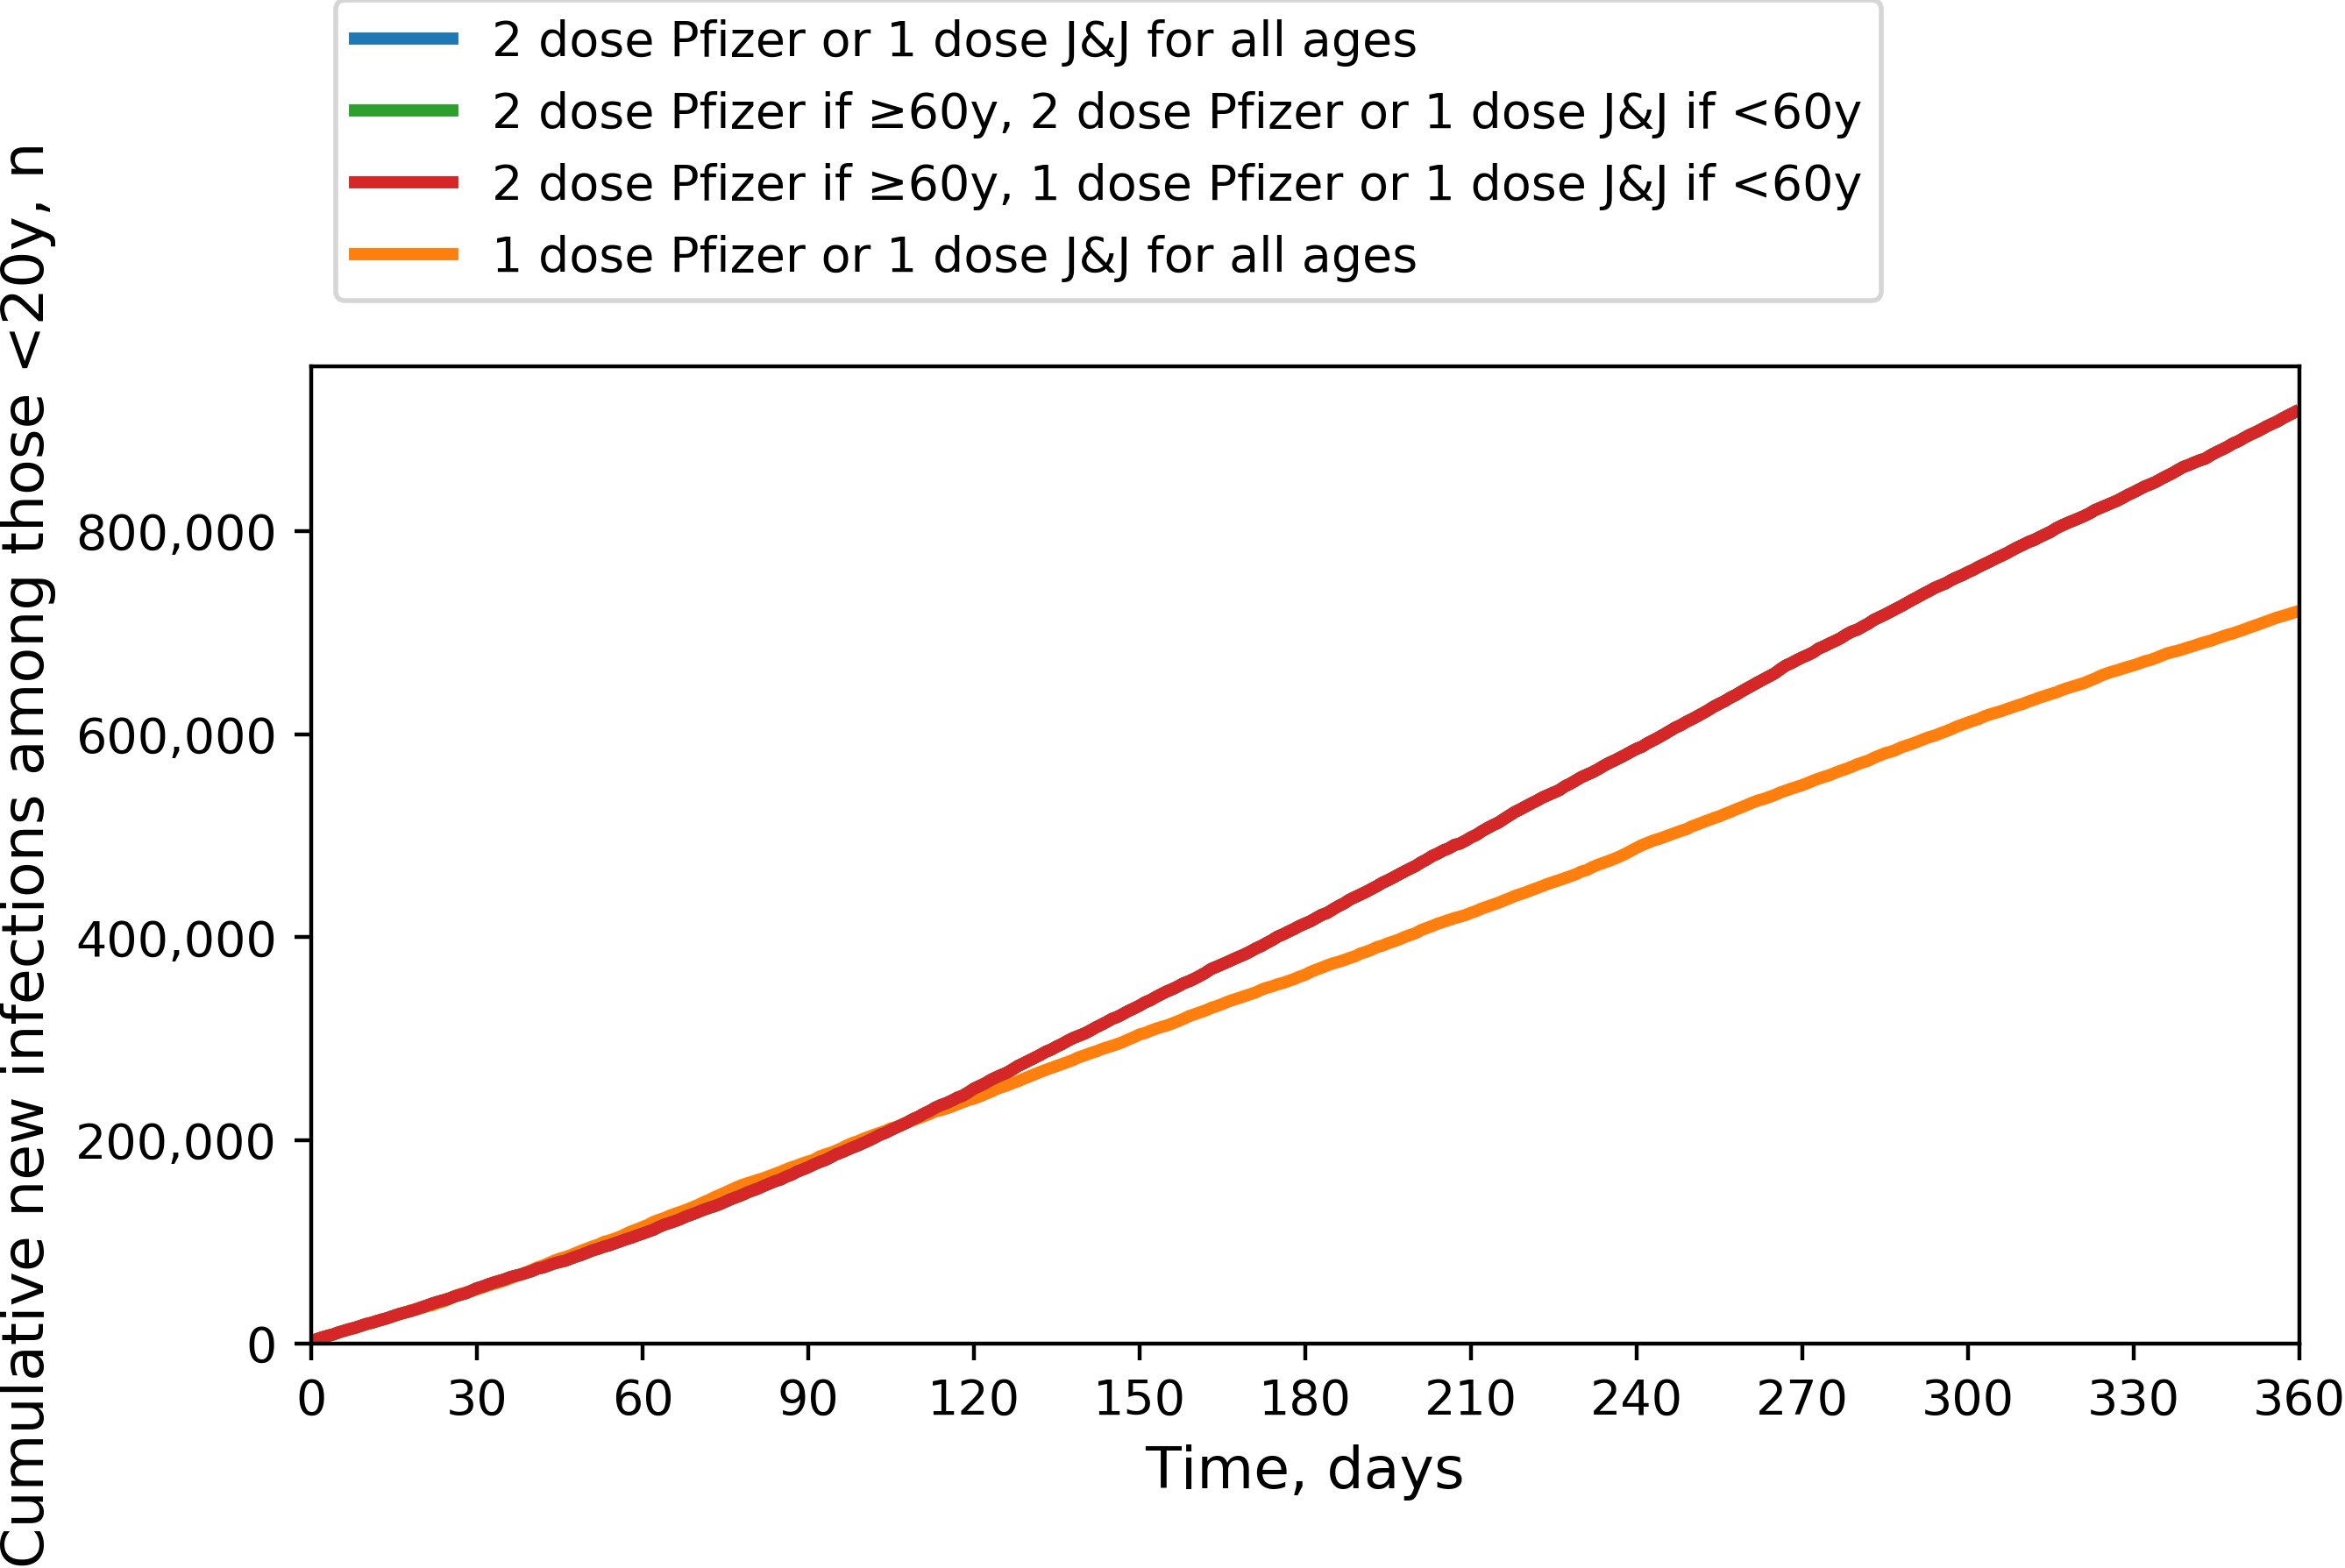 2 dose Pfizer or 1 dose J&J for all ages
2 dose Pfizer if ≥60y, 2 dose Pfizer or 1 dose J&J if <60y
2 dose Pfizer if ≥60y, 1 dose Pfizer or 1 dose J&J if <60y
1 dose Pfizer or 1 dose J&J for all ages
Cumulative new infections among those <20y, n
800,000
600,000
400,000
200,000
0
0 30 60 90 120 150 180 210 240 270 300 330 360
Time, days